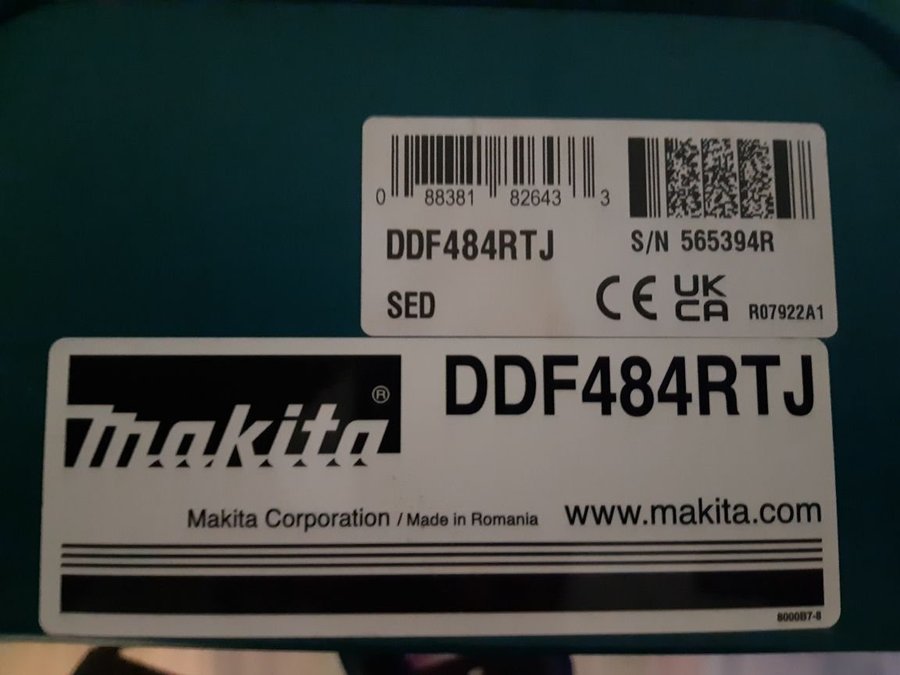 0 88381 82643 3
DDF484RTJ
S/N 565394R
SED
CE UK CA
R07922A1
makita®
DDF484RTJ
Makita Corporation / Made in Romania
www.makita.com
8000B7-8